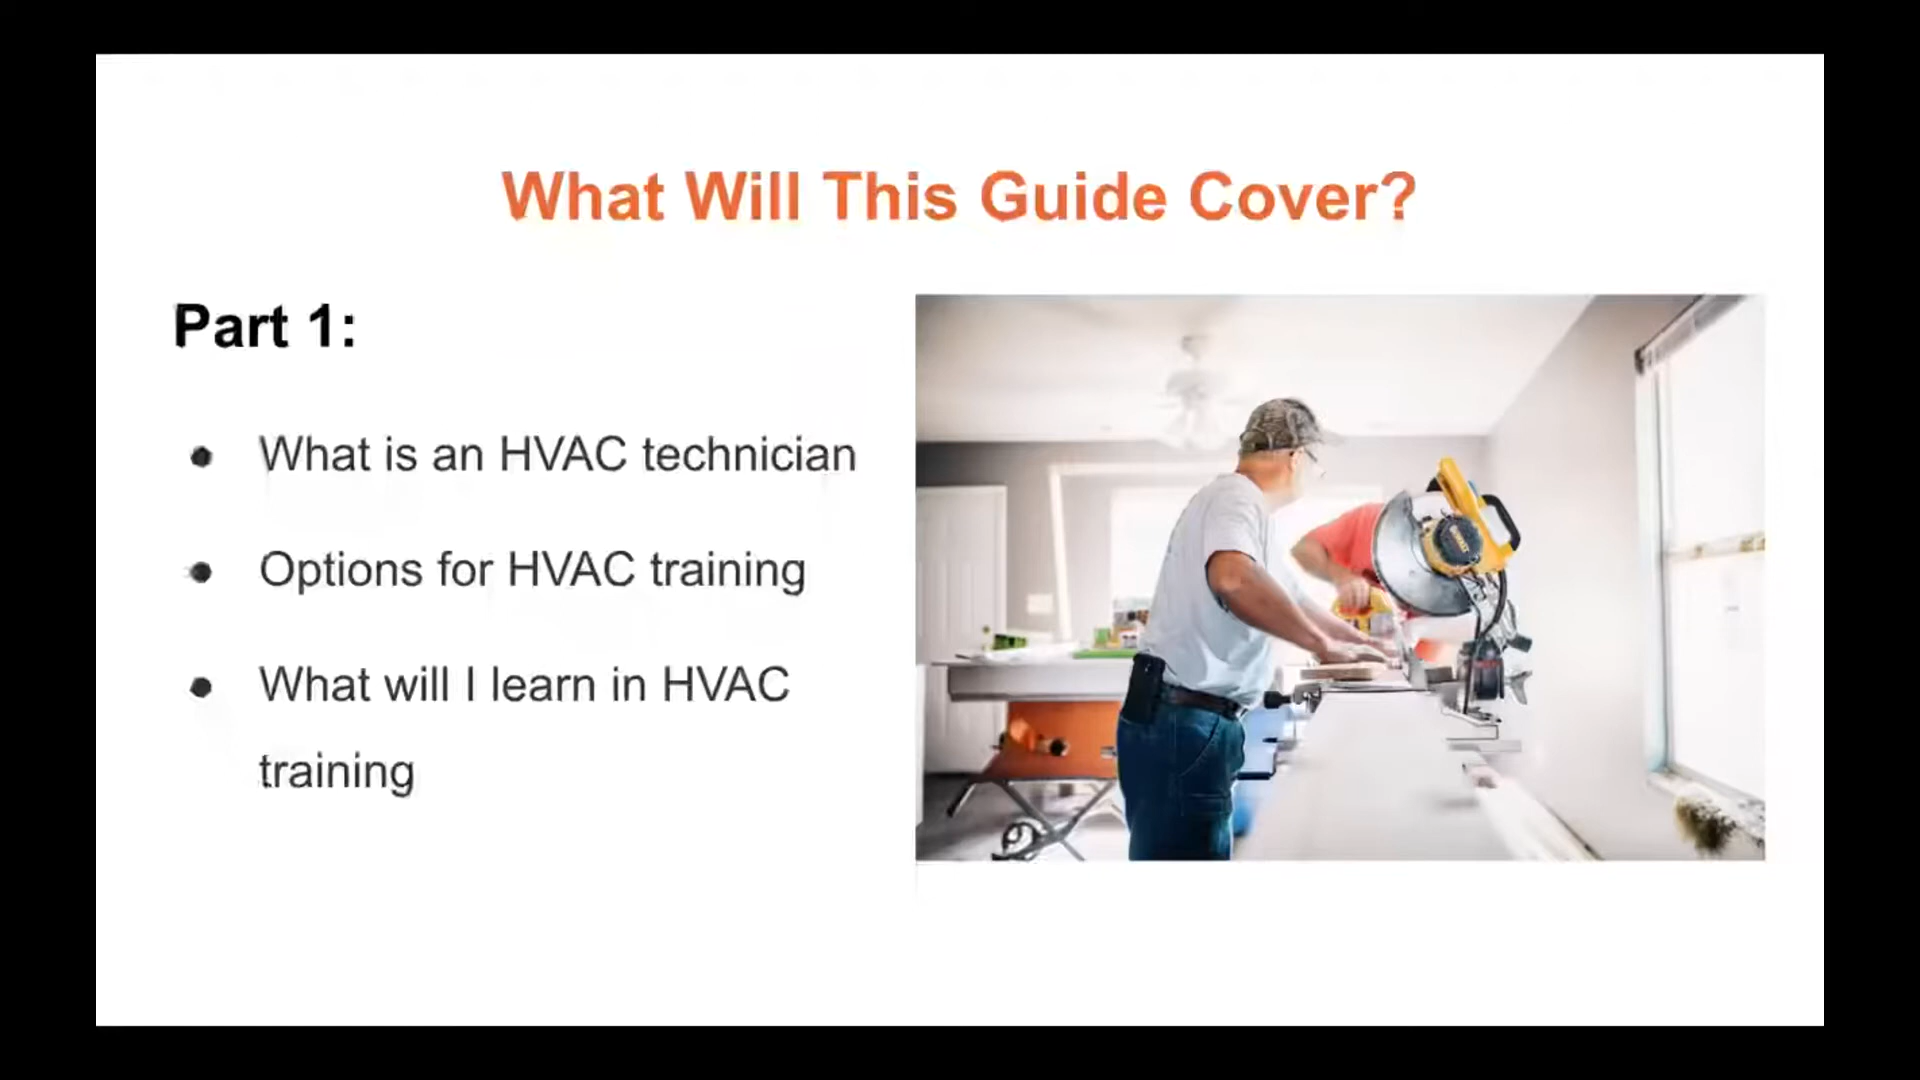 What Will This Guide Cover?
Part 1:
What is an HVAC technician
Options for HVAC training
What will I learn in HVAC
training